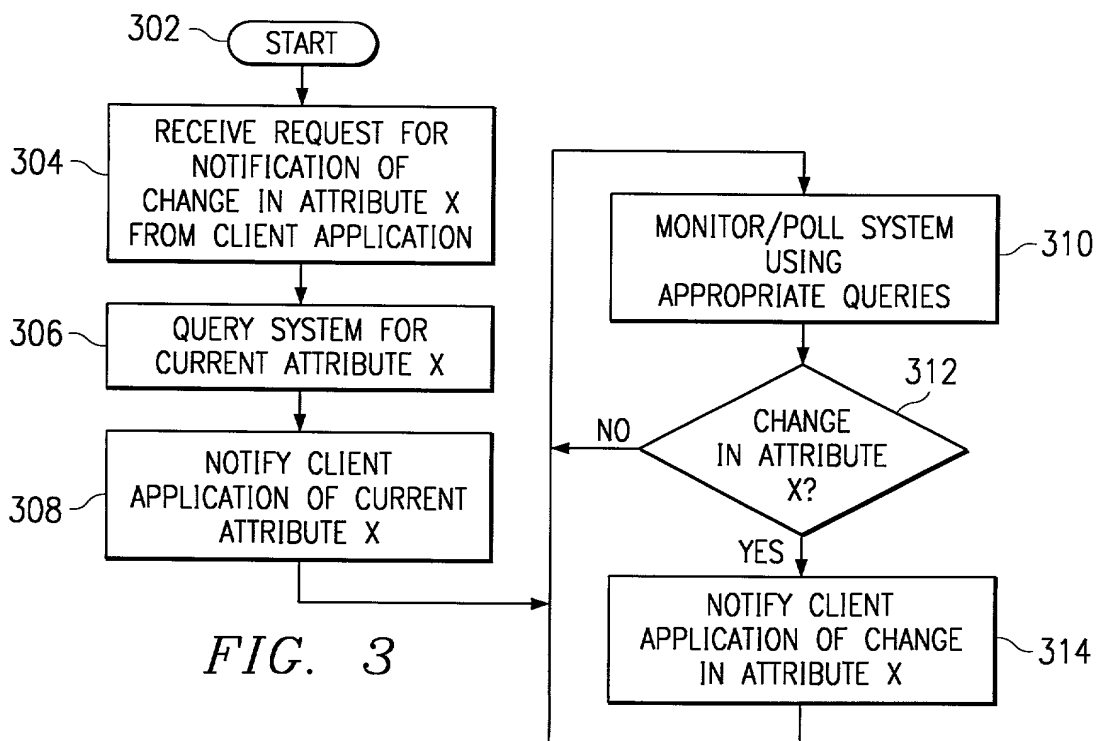 302
START
304
RECEIVE REQUEST FOR
NOTIFICATION OF
CHANGE IN ATTRIBUTE X
FROM CLIENT APPLICATION
306
QUERY SYSTEM FOR
CURRENT ATTRIBUTE X
308
NOTIFY CLIENT
APPLICATION OF CURRENT
ATTRIBUTE X
MONITOR/POLL SYSTEM
USING
APPROPRIATE QUERIES
310
312
CHANGE
IN ATTRIBUTE
X?
NO
YES
NOTIFY CLIENT
APPLICATION OF CHANGE
IN ATTRIBUTE X
314
FIG. 3